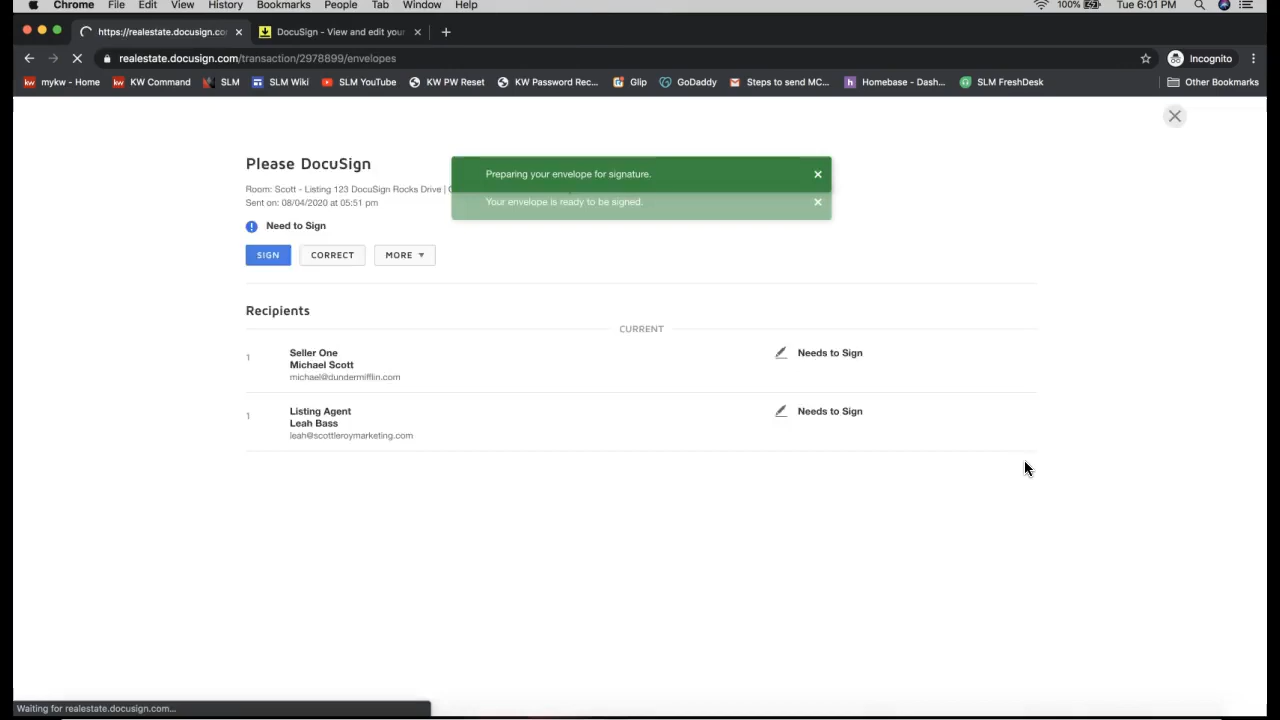 Chrome File Edit View History Bookmarks People Tab Window Help 100% Tue 6:01 PM
https://realestate.docusign.co DocuSign - View and edit your
realestate.docusign.com/transaction/2978899/envelopes Incognito
mykw - Home KW Command SLM SLM Wiki SLM YouTube KW PW Reset KW Password Rec... Glip GoDaddy Steps to send MC... Homebase - Dash... SLM FreshDesk Other Bookmarks
Please DocuSign
Preparing your envelope for signature.
Room: Scott - Listing 123 DocuSign Rocks Drive |
Your envelope is ready to be signed.
Sent on: 08/04/2020 at 05:51 pm
Need to Sign
SIGN CORRECT MORE
Recipients
CURRENT
1 Seller One Needs to Sign
Michael Scott
michael@dundermifflin.com
1 Listing Agent Needs to Sign
Leah Bass
leah@scottleroymarketing.com
Waiting for realestate.docusign.com...